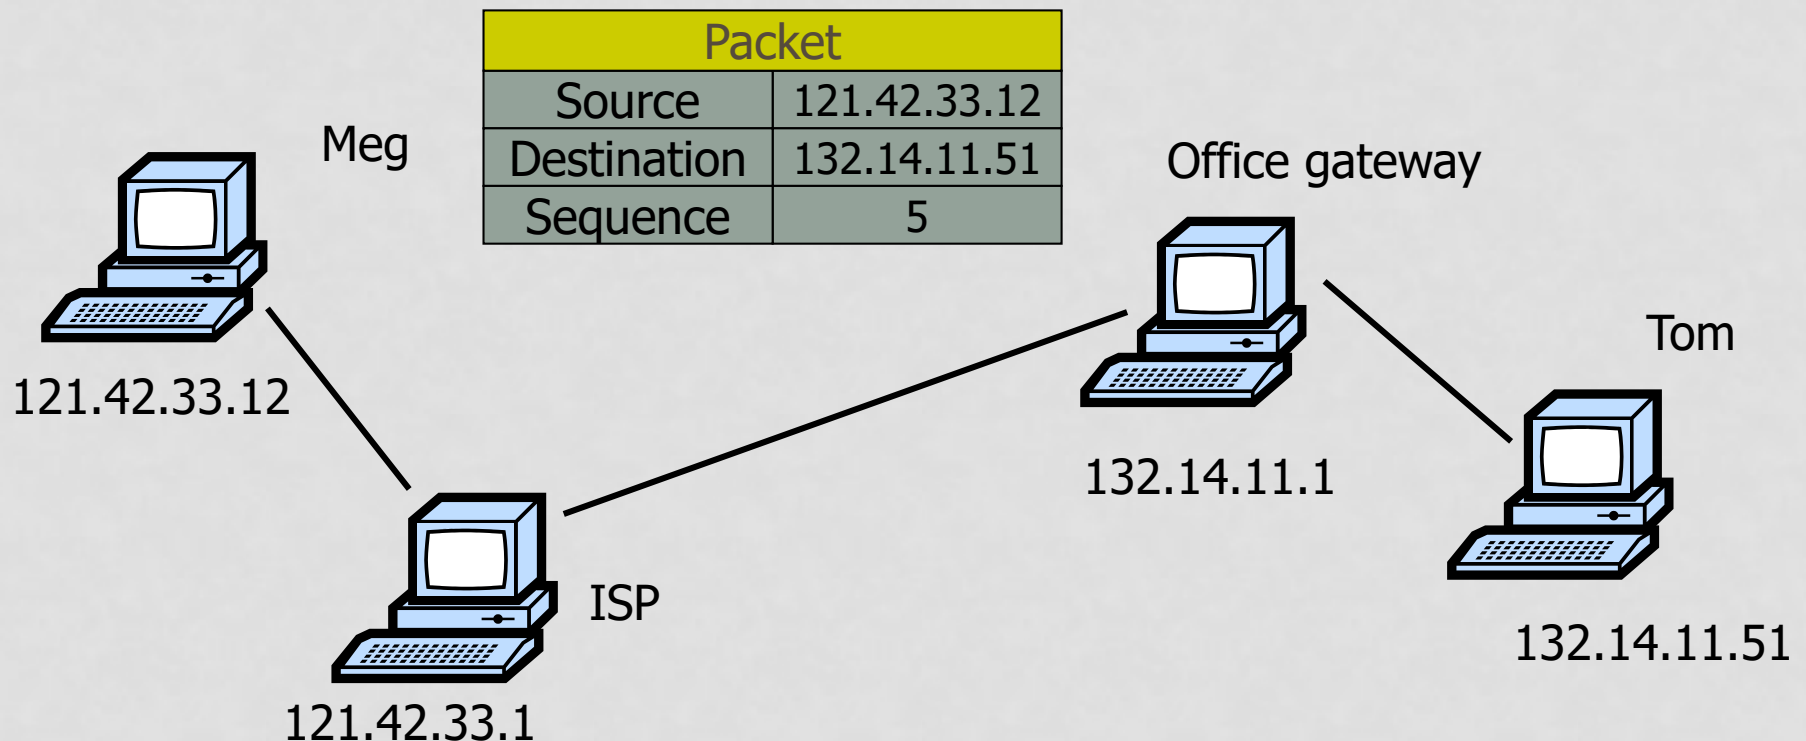 Packet
Source 121.42.33.12
Destination 132.14.11.51
Sequence 5
Meg
121.42.33.12
Office gateway
132.14.11.1
Tom
132.14.11.51
ISP
121.42.33.1